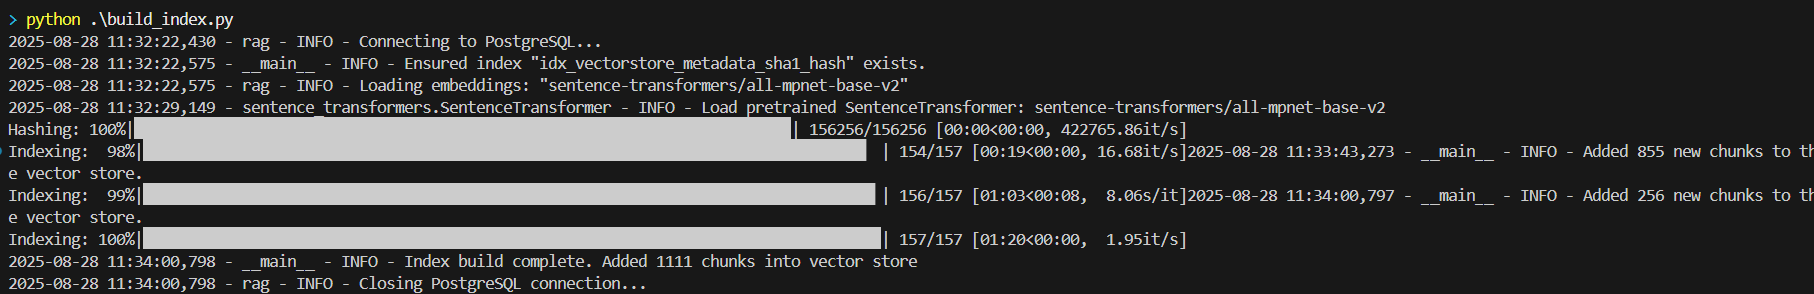 > python .\build_index.py
2025-08-28 11:32:22,430 - rag - INFO - Connecting to PostgreSQL...
2025-08-28 11:32:22,575 - __main__ - INFO - Ensured index "idx_vectorstore_metadata_sha1_hash" exists.
2025-08-28 11:32:22,575 - rag - INFO - Loading embeddings: "sentence-transformers/all-mpnet-base-v2"
2025-08-28 11:32:29,149 - sentence_transformers.SentenceTransformer - INFO - Load pretrained SentenceTransformer: sentence-transformers/all-mpnet-base-v2
Hashing: 100%| | 156256/156256 [00:00<00:00, 422765.86it/s]
Indexing:  98%| | 154/157 [00:19<00:00, 16.68it/s]2025-08-28 11:33:43,273 - __main__ - INFO - Added 855 new chunks to th
e vector store.
Indexing:  99%| | 156/157 [01:03<00:08,  8.06s/it]2025-08-28 11:34:00,797 - __main__ - INFO - Added 256 new chunks to th
e vector store.
Indexing: 100%| | 157/157 [01:20<00:00,  1.95it/s]
2025-08-28 11:34:00,798 - __main__ - INFO - Index build complete. Added 1111 chunks into vector store
2025-08-28 11:34:00,798 - rag - INFO - Closing PostgreSQL connection...